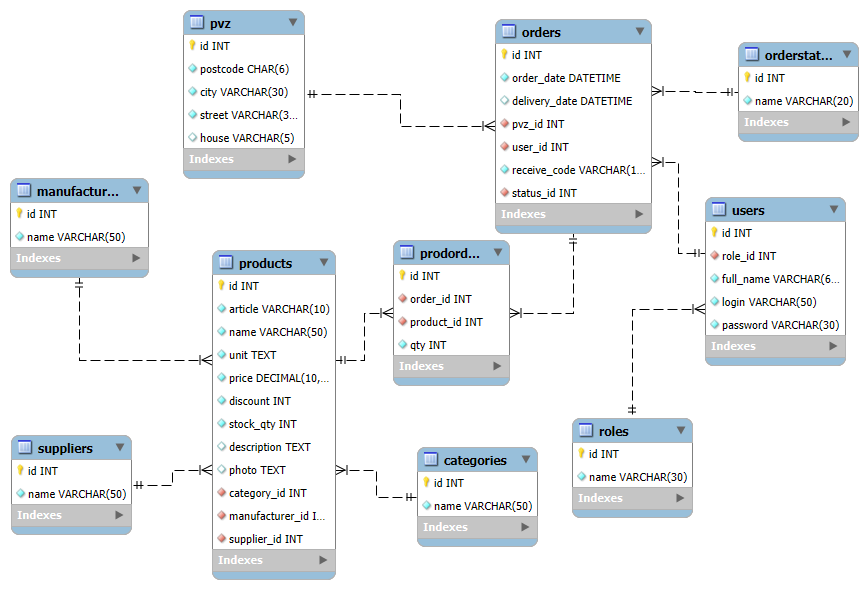 pvz
id INT
postcode CHAR(6)
city VARCHAR(30)
street VARCHAR(3...
house VARCHAR(5)
Indexes
orders
id INT
order_date DATETIME
delivery_date DATETIME
pvz_id INT
user_id INT
receive_code VARCHAR(1...
status_id INT
Indexes
orderstat...
id INT
name VARCHAR(20)
Indexes
manufactur...
id INT
name VARCHAR(50)
Indexes
products
id INT
article VARCHAR(10)
name VARCHAR(50)
unit TEXT
price DECIMAL(10,...
discount INT
stock_qty INT
description TEXT
photo TEXT
category_id INT
manufacturer_id I...
supplier_id INT
Indexes
prodord...
id INT
order_id INT
product_id INT
qty INT
Indexes
users
id INT
role_id INT
full_name VARCHAR(6...
login VARCHAR(50)
password VARCHAR(30)
Indexes
suppliers
id INT
name VARCHAR(50)
Indexes
categories
id INT
name VARCHAR(50)
Indexes
roles
id INT
name VARCHAR(30)
Indexes